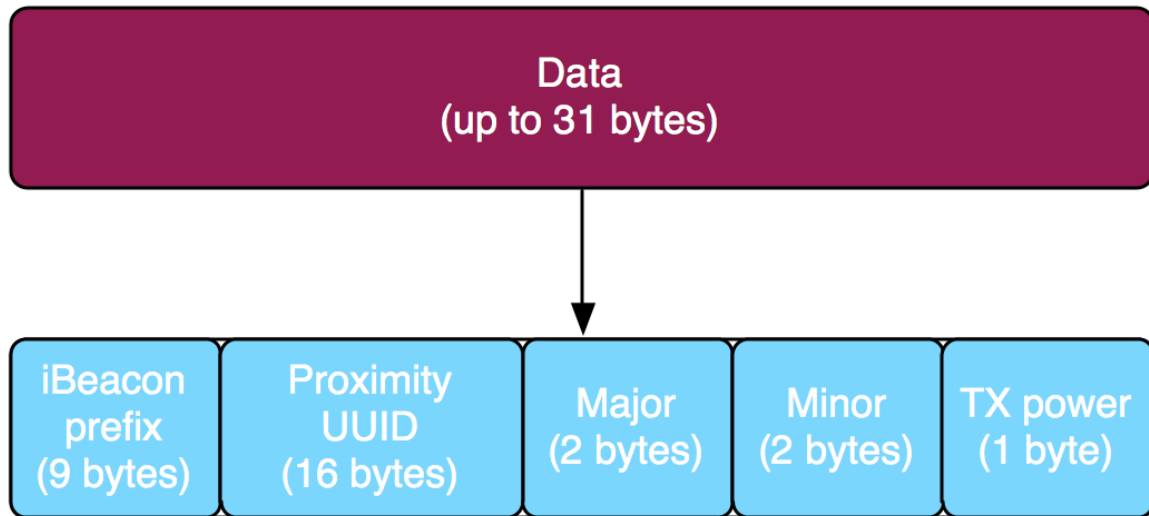 Data
(up to 31 bytes)
iBeacon
prefix
(9 bytes)
Proximity
UUID
(16 bytes)
Major
(2 bytes)
Minor
(2 bytes)
TX power
(1 byte)